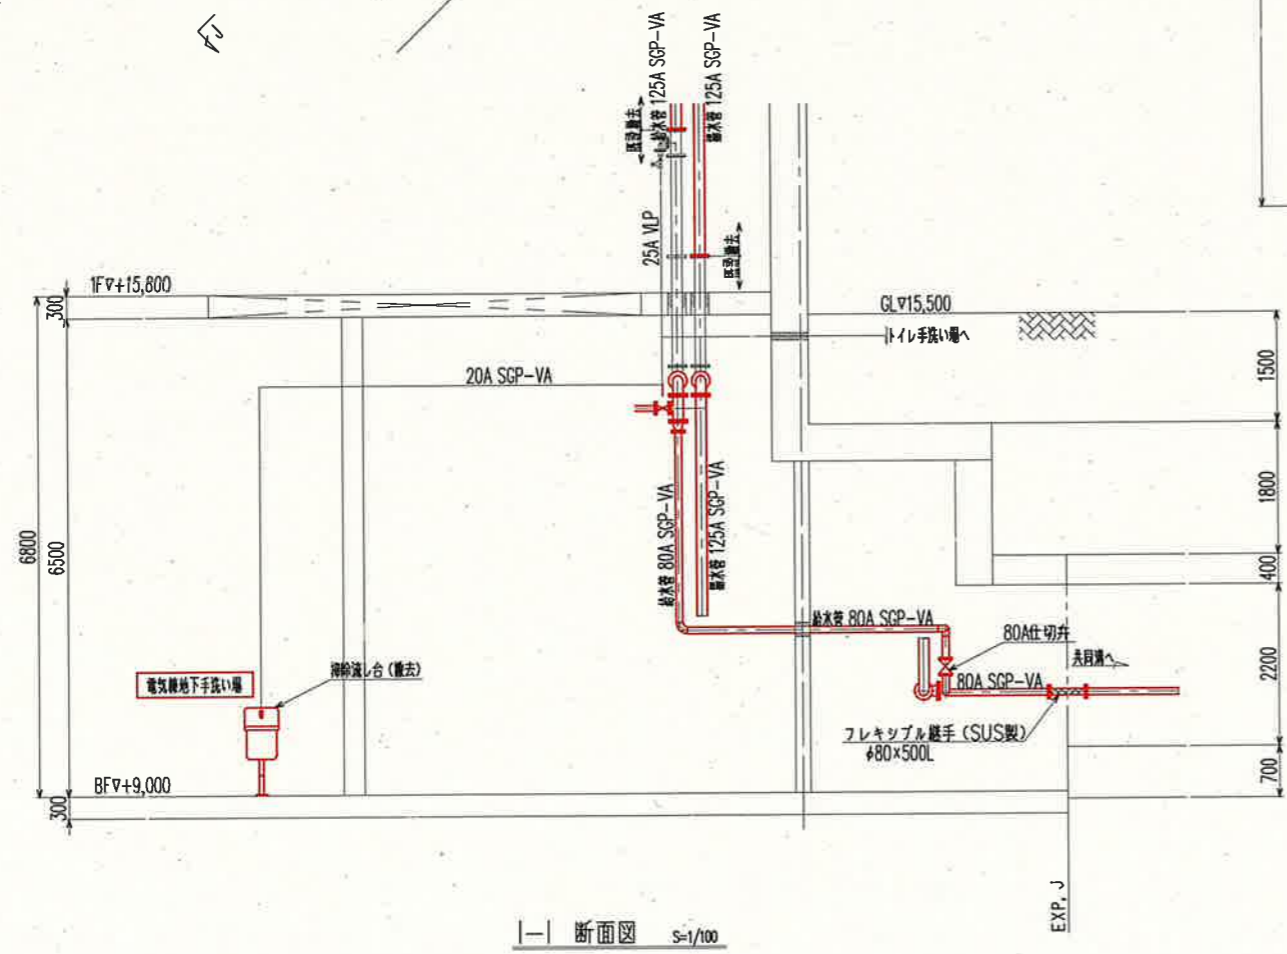 給水管 125A SGP-VA
揚水管 125A SGP-VA
既設撤去
25A VLP
既設撤去
1F▽+15,800
300
GL▽15,500
トイレ手洗い場へ
20A SGP-VA
1500
1800
400
2200
700
6800
6500
給水管 80A SGP-VA
揚水管 125A SGP-VA
給水管 80A SGP-VA
80A仕切弁
共同溝へ
80A SGP-VA
掃除流し台(撤去)
電気棟地下手洗い場
フレキシブル継手(SUS製)
φ80×500L
BF▽+9,000
300
EXP, J
|-| 断面図 S=1/100